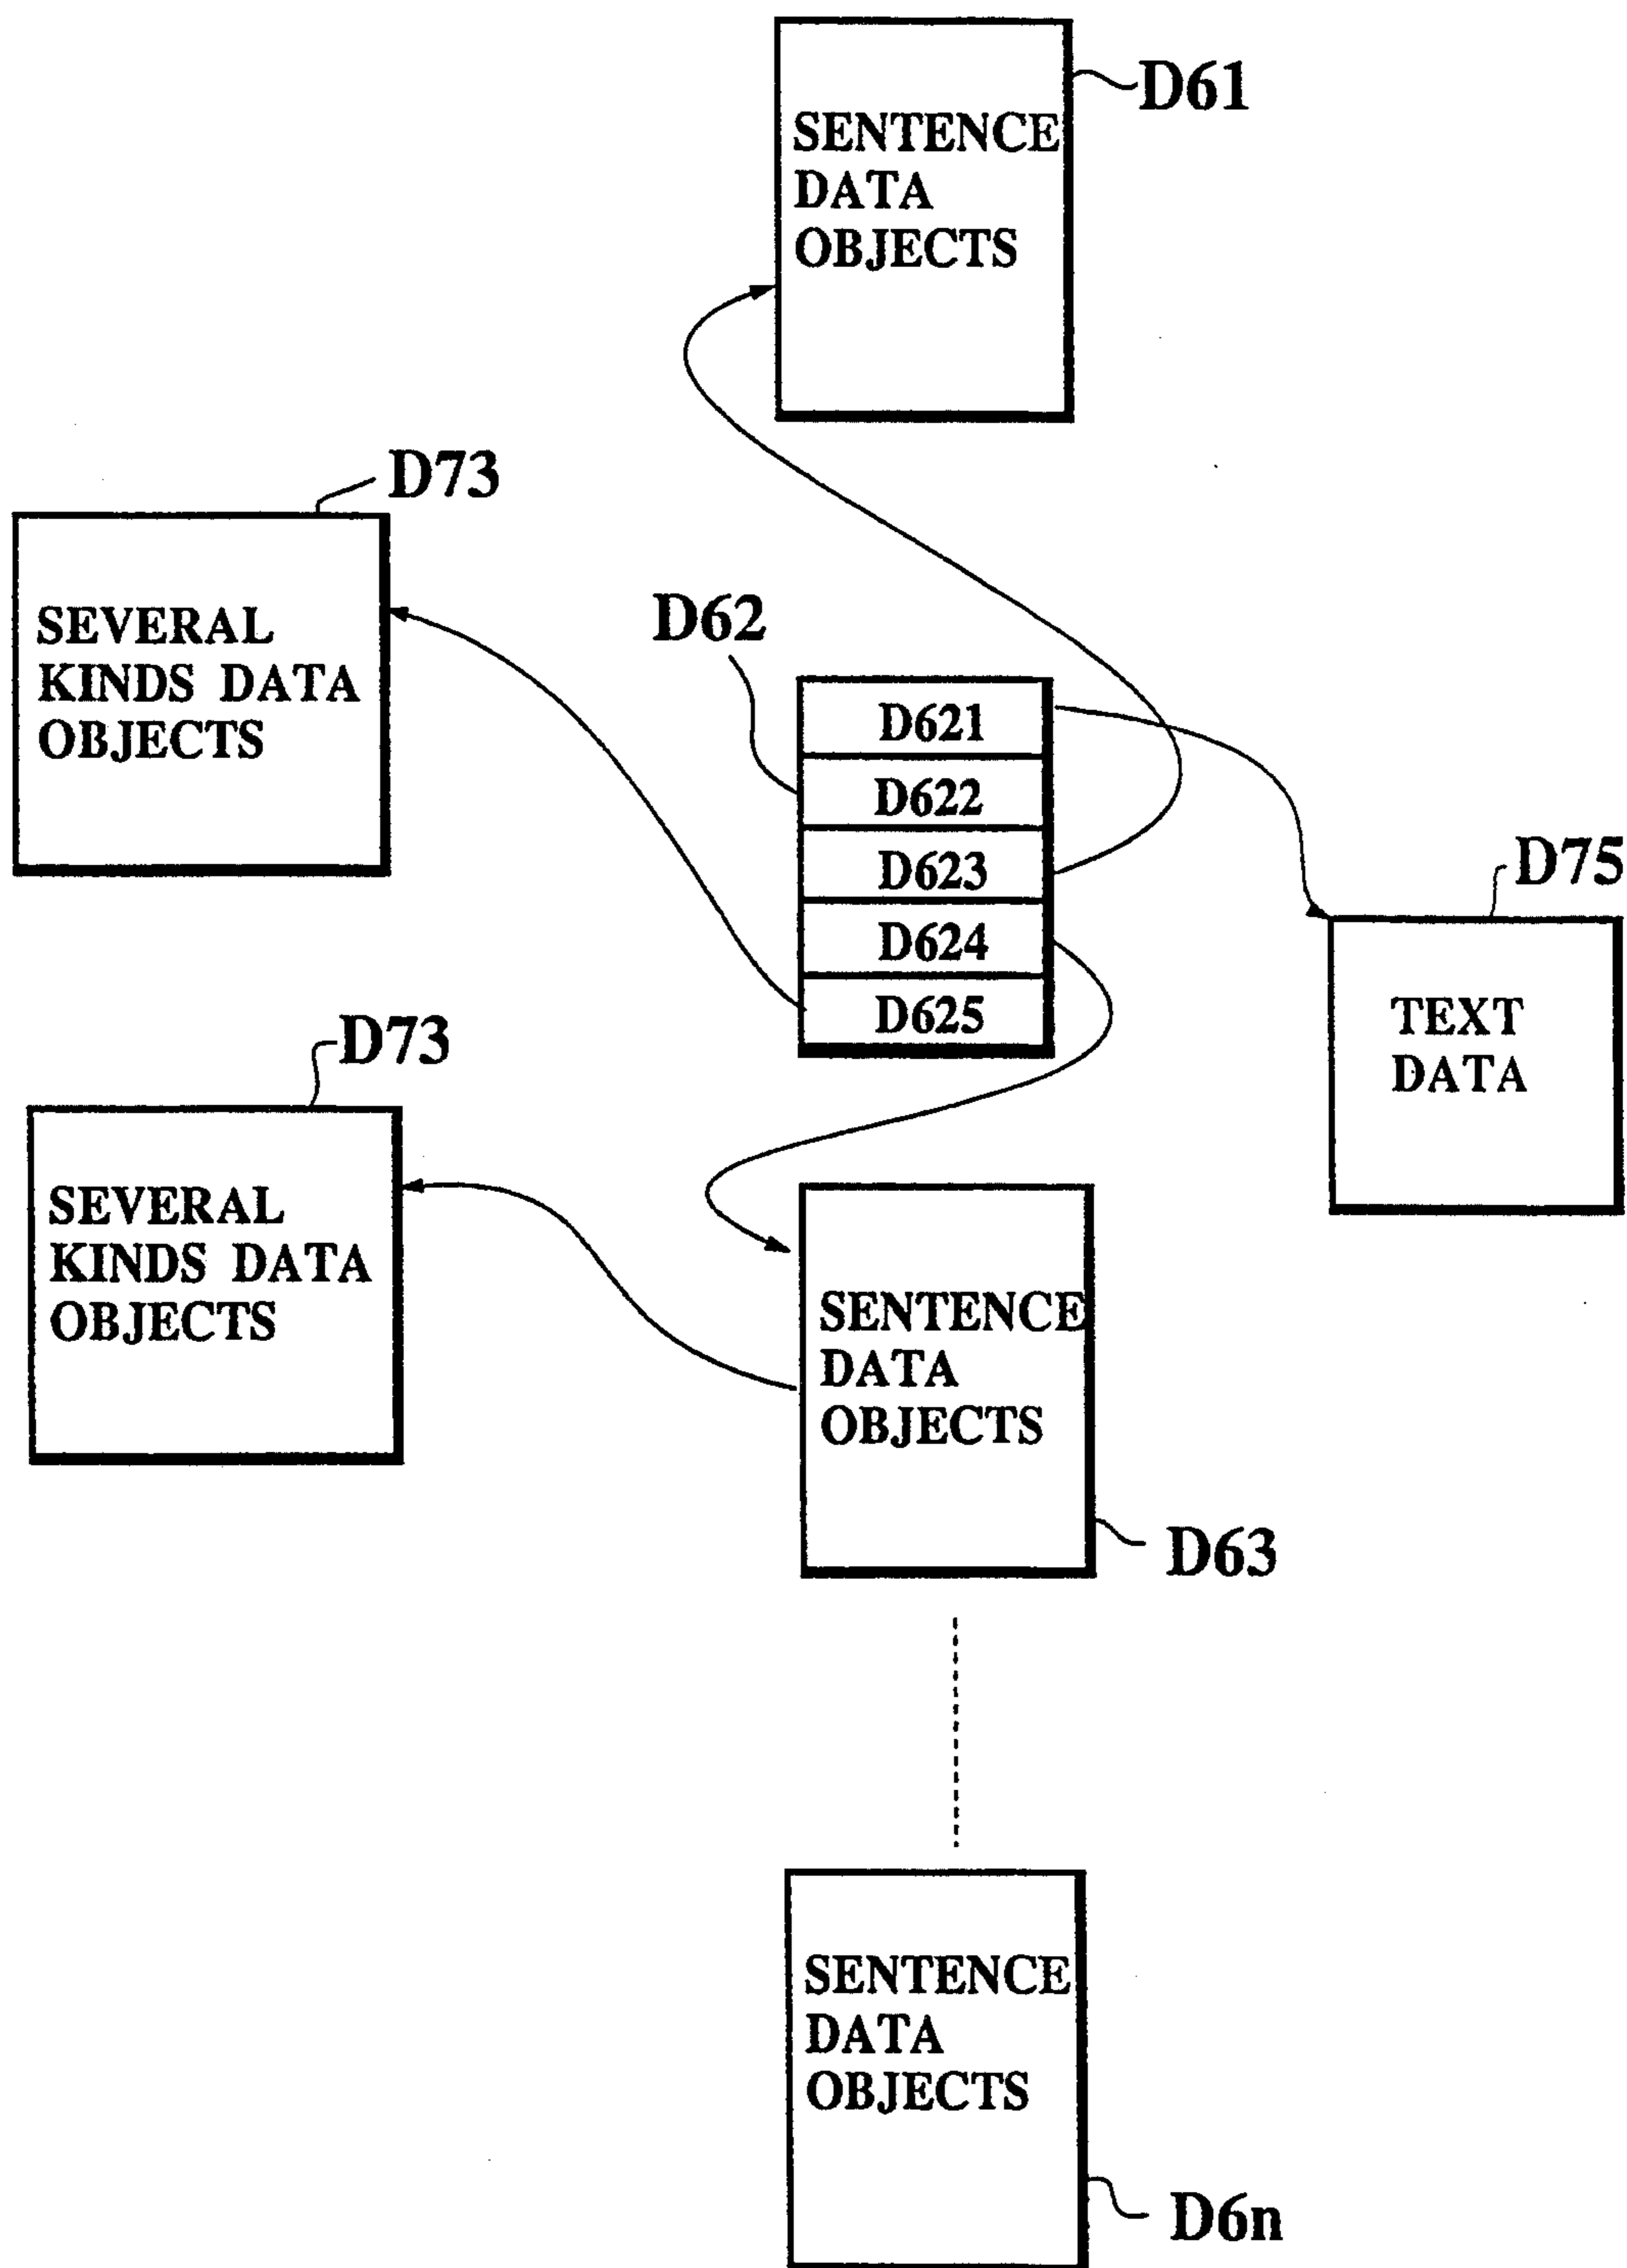 D61
SENTENCE
DATA
OBJECTS
D73
SEVERAL
KINDS DATA
OBJECTS
D62
D621
D622
D623
D624
D625
D75
TEXT
DATA
D73
SEVERAL
KINDS DATA
OBJECTS
SENTENCE
DATA
OBJECTS
D63
SENTENCE
DATA
OBJECTS
D6n